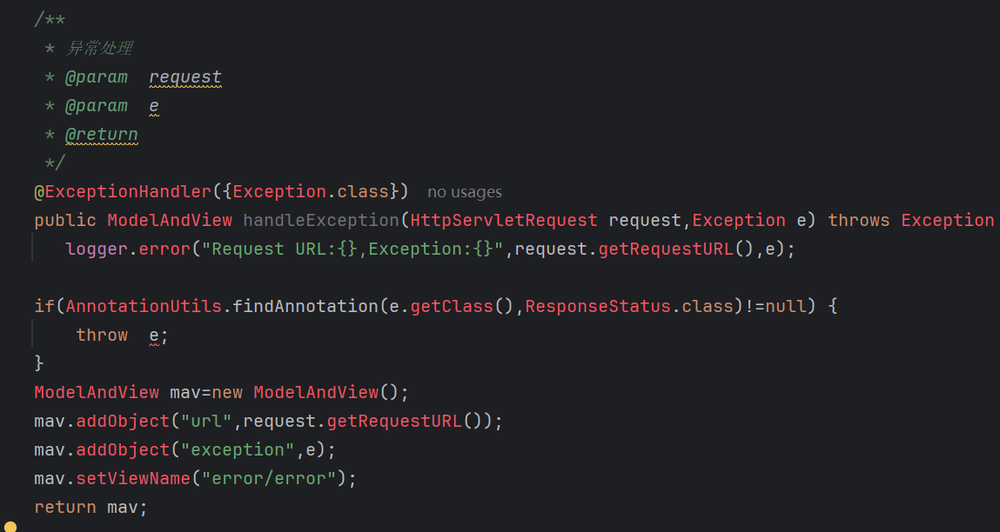 /**
* 异常处理
* @param request
* @param e
* @return
*/
@ExceptionHandler({Exception.class}) no usages
public ModelAndView handleException(HttpServletRequest request,Exception e) throws Exception
logger.error("Request URL:{},Exception:{}",request.getRequestURL(),e);
if(AnnotationUtils.findAnnotation(e.getClass(),ResponseStatus.class)!=null) {
throw e;
}
ModelAndView mav=new ModelAndView();
mav.addObject("url",request.getRequestURL());
mav.addObject("exception",e);
mav.setViewName("error/error");
return mav;